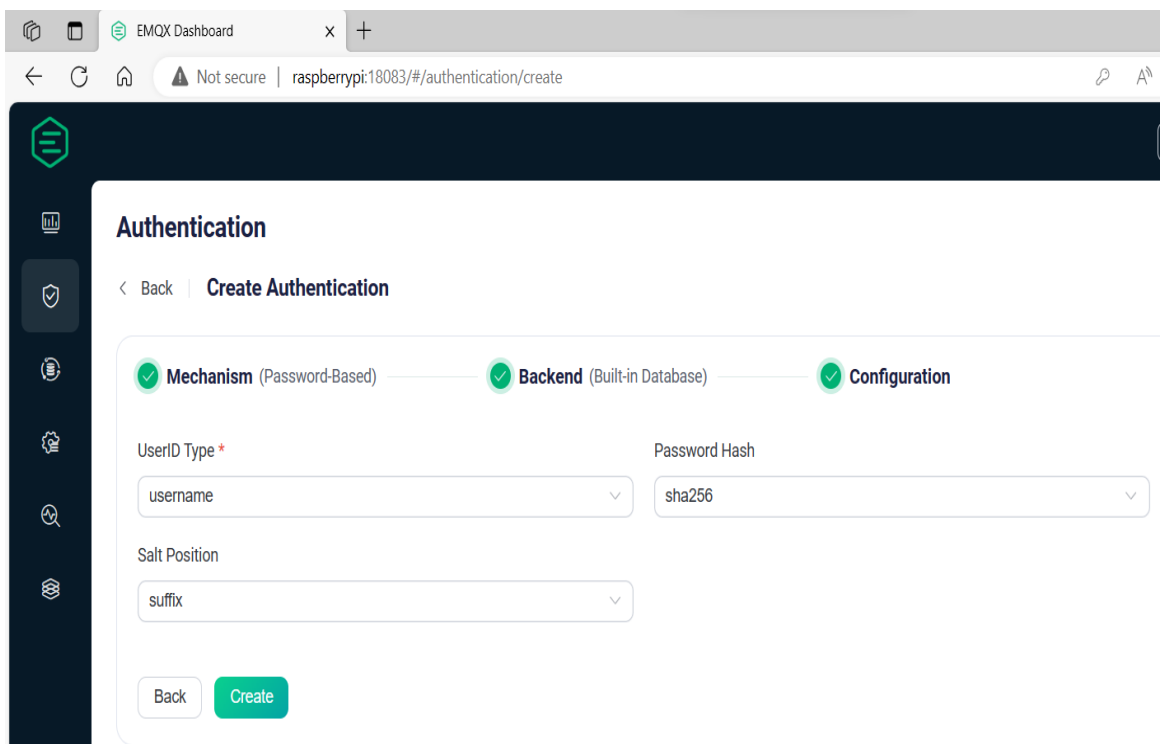 EMQX Dashboard
Not secure | raspberrypi:18083/#/authentication/create
Authentication
Back Create Authentication
Mechanism (Password-Based) Backend (Built-in Database) Configuration
UserID Type * Password Hash
username sha256
Salt Position
suffix
Back Create